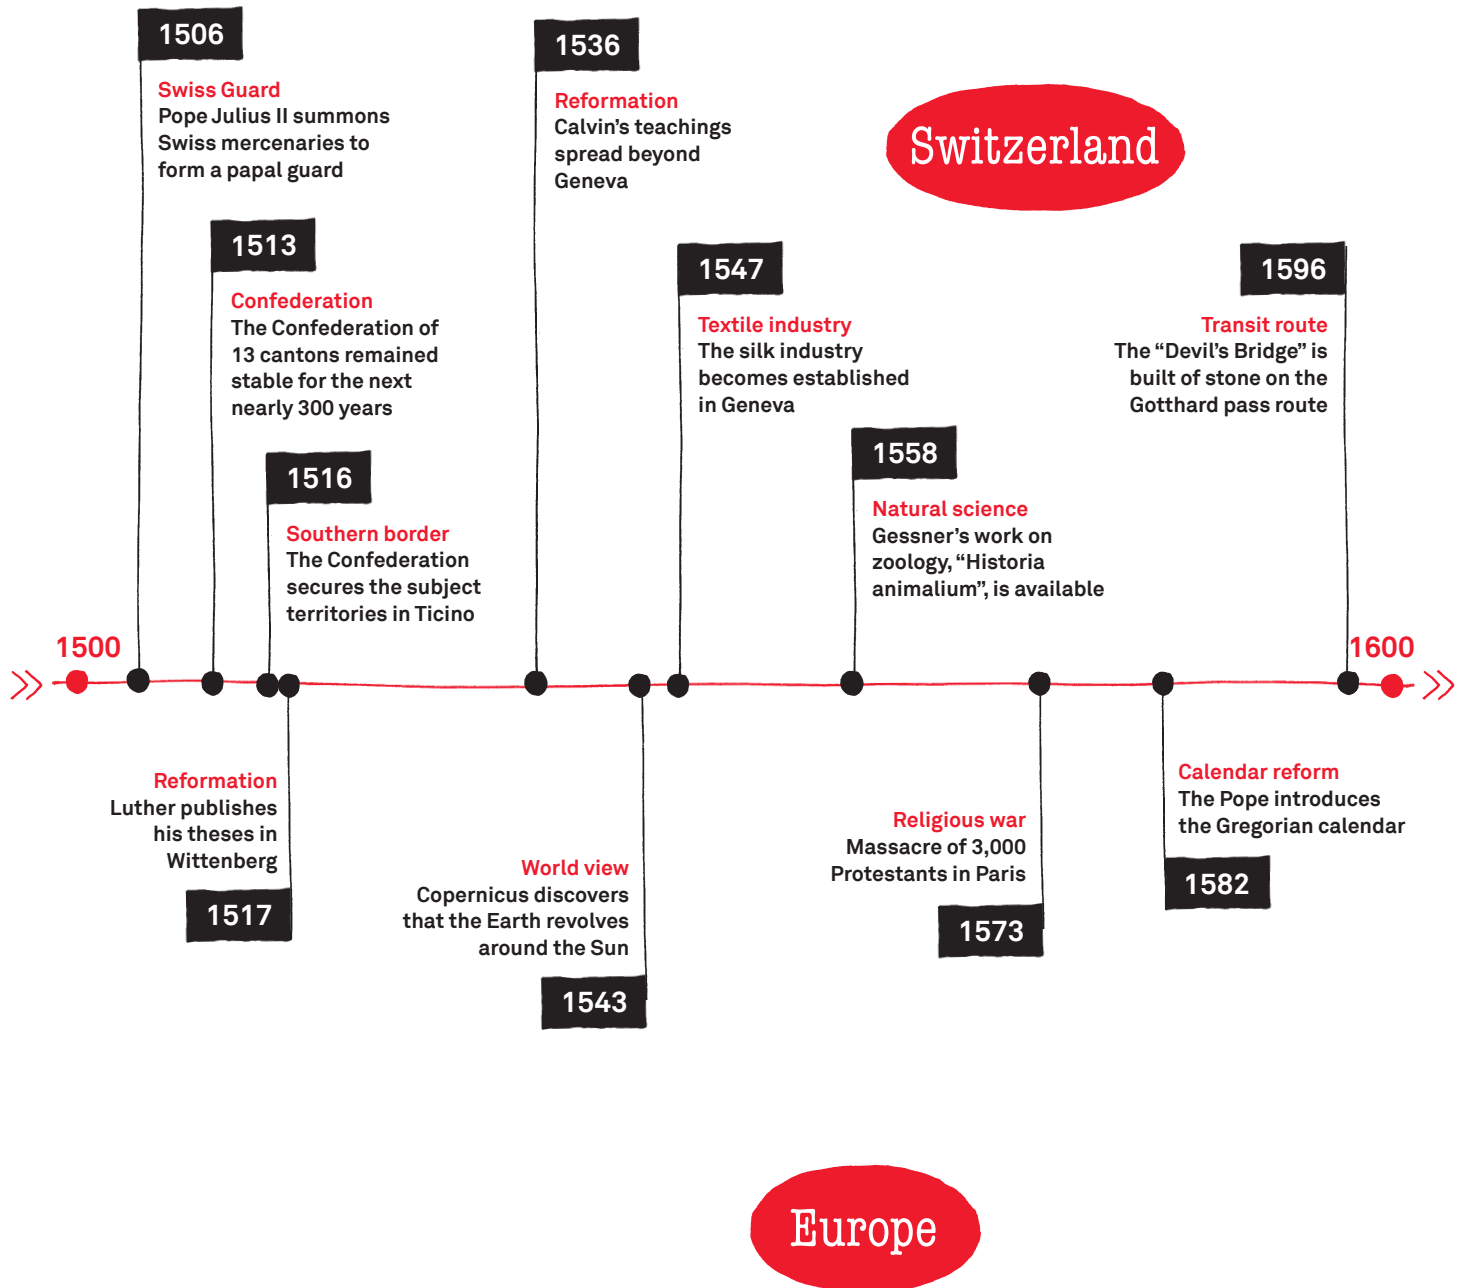 1506
Swiss Guard
Pope Julius II summons
Swiss mercenaries to
form a papal guard
1513
Confederation
The Confederation of
13 cantons remained
stable for the next
nearly 300 years
1516
Southern border
The Confederation
secures the subject
territories in Ticino
1536
Reformation
Calvin’s teachings
spread beyond
Geneva
Switzerland
1547
Textile industry
The silk industry
becomes established
in Geneva
1558
Natural science
Gessner’s work on
zoology, “Historia
animalium”, is available
1596
Transit route
The “Devil’s Bridge” is
built of stone on the
Gotthard pass route
1500
1600
Reformation
Luther publishes
his theses in
Wittenberg
1517
World view
Copernicus discovers
that the Earth revolves
around the Sun
1543
Religious war
Massacre of 3,000
Protestants in Paris
1573
Calendar reform
The Pope introduces
the Gregorian calendar
1582
Europe